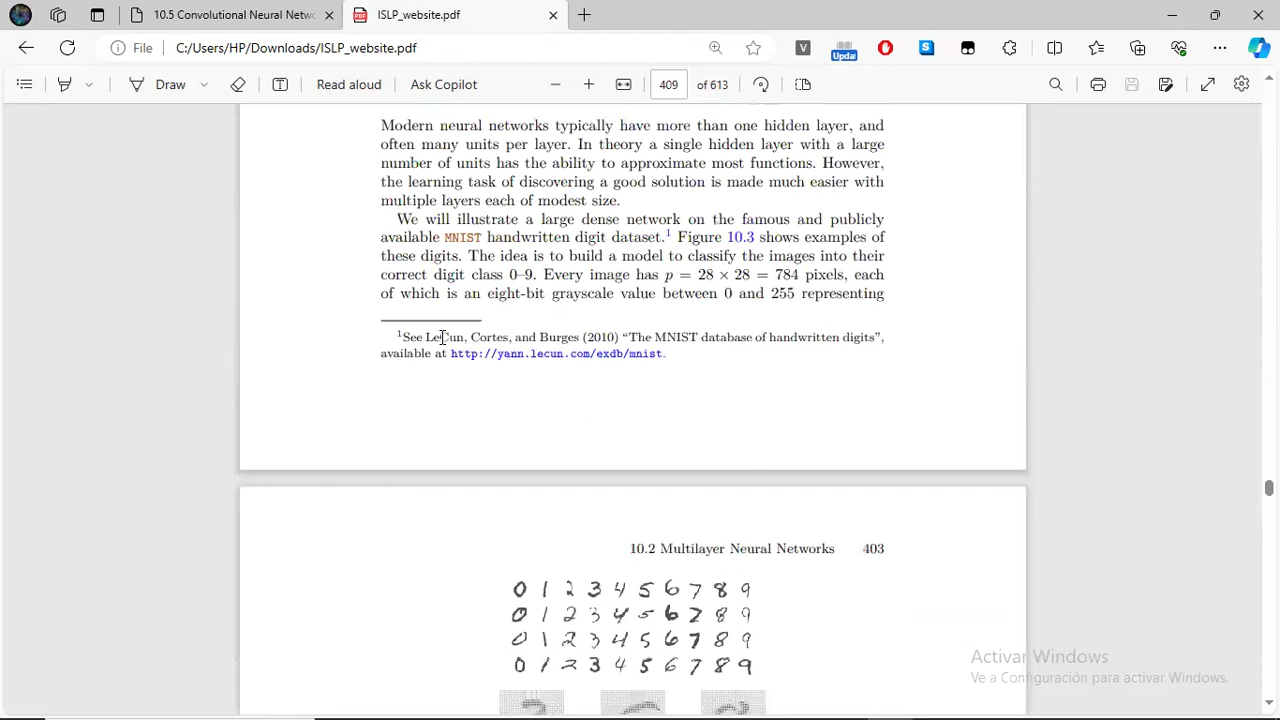 10.5 Convolutional Neural Netw
ISLP_website.pdf
File
C:/Users/HP/Downloads/ISLP_website.pdf
V
Upda
S
Draw
Read aloud
Ask Copilot
409 of 613
Modern neural networks typically have more than one hidden layer, and
often many units per layer. In theory a single hidden layer with a large
number of units has the ability to approximate most functions. However,
the learning task of discovering a good solution is made much easier with
multiple layers each of modest size.
We will illustrate a large dense network on the famous and publicly
available MNIST handwritten digit dataset.1 Figure 10.3 shows examples of
these digits. The idea is to build a model to classify the images into their
correct digit class 0–9. Every image has p = 28 × 28 = 784 pixels, each
of which is an eight-bit grayscale value between 0 and 255 representing
1See LeCun, Cortes, and Burges (2010) “The MNIST database of handwritten digits”,
available at http://yann.lecun.com/exdb/mnist.
10.2 Multilayer Neural Networks 403
0 1 2 3 4 5 6 7 8 9
0 1 2 3 4 5 6 7 8 9
0 1 2 3 4 5 6 7 8 9
0 1 2 3 4 5 6 7 8 9
Activar Windows
Ve a Configuración para activar Windows.